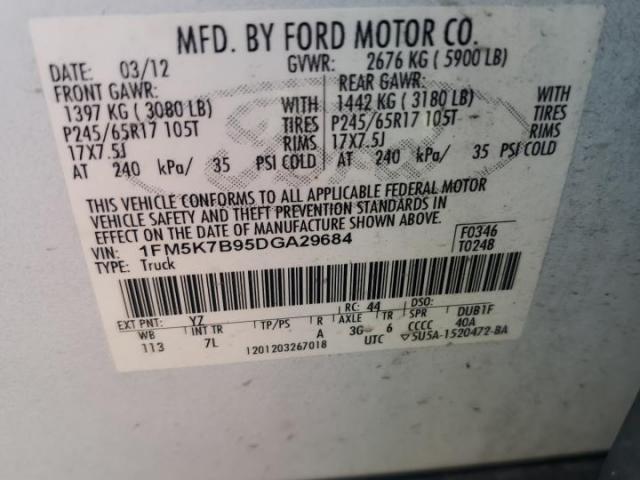 MFD. BY FORD MOTOR CO.
DATE: 03/12 GVWR: 2676 KG ( 5900 LB)
FRONT GAWR: REAR GAWR:
1397 KG ( 3080 LB) WITH 1442 KG ( 3180 LB) WITH
P245/65R17 105T TIRES P245/65R17 105T TIRES
17X7.5J RIMS 17X7.5J RIMS
AT 240 kPa/ 35 PSI COLD AT 240 kPa/ 35 PSI COLD
THIS VEHICLE CONFORMS TO ALL APPLICABLE FEDERAL MOTOR
VEHICLE SAFETY AND THEFT PREVENTION STANDARDS IN
EFFECT ON THE DATE OF MANUFACTURE SHOWN ABOVE.
VIN: 1FM5K7B95DGA29684 F0346
TYPE: Truck T0248
EXT PNT: YZ RC: 44 DSO:
WB INT TR TP/PS R AXLE TR SPR DUB1F
113 7L A 3G 6 CCCC 40A
1201203267018 UTC ▽5U5A-1520472-BA